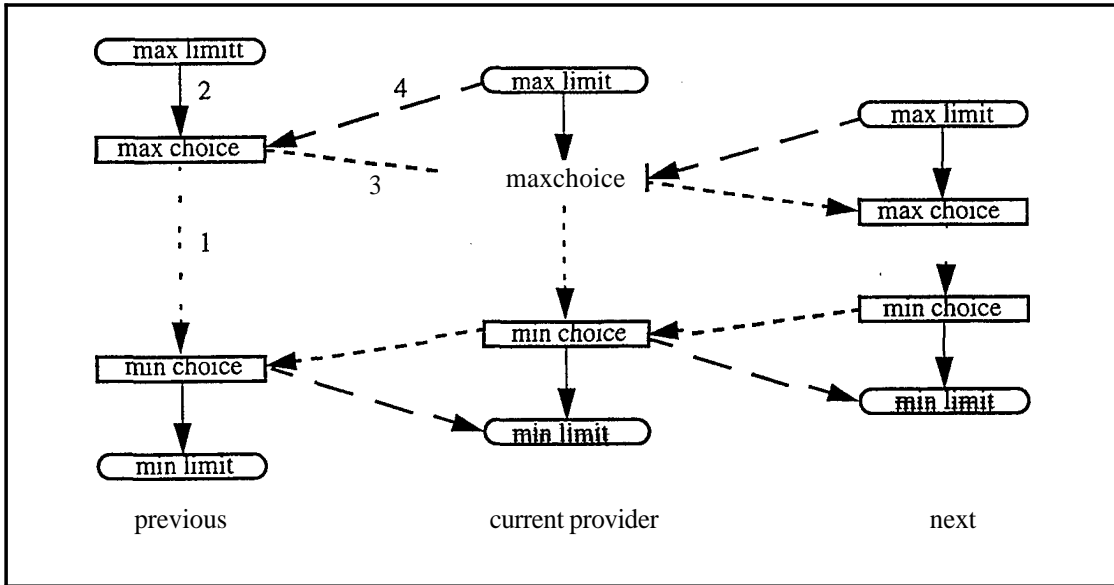 max limitt
2
4
max limit
max limit
max choice
3
maxchoice
max choice
1
min choice
min choice
min choice
min limit
min limit
min limit
previous
current provider
next